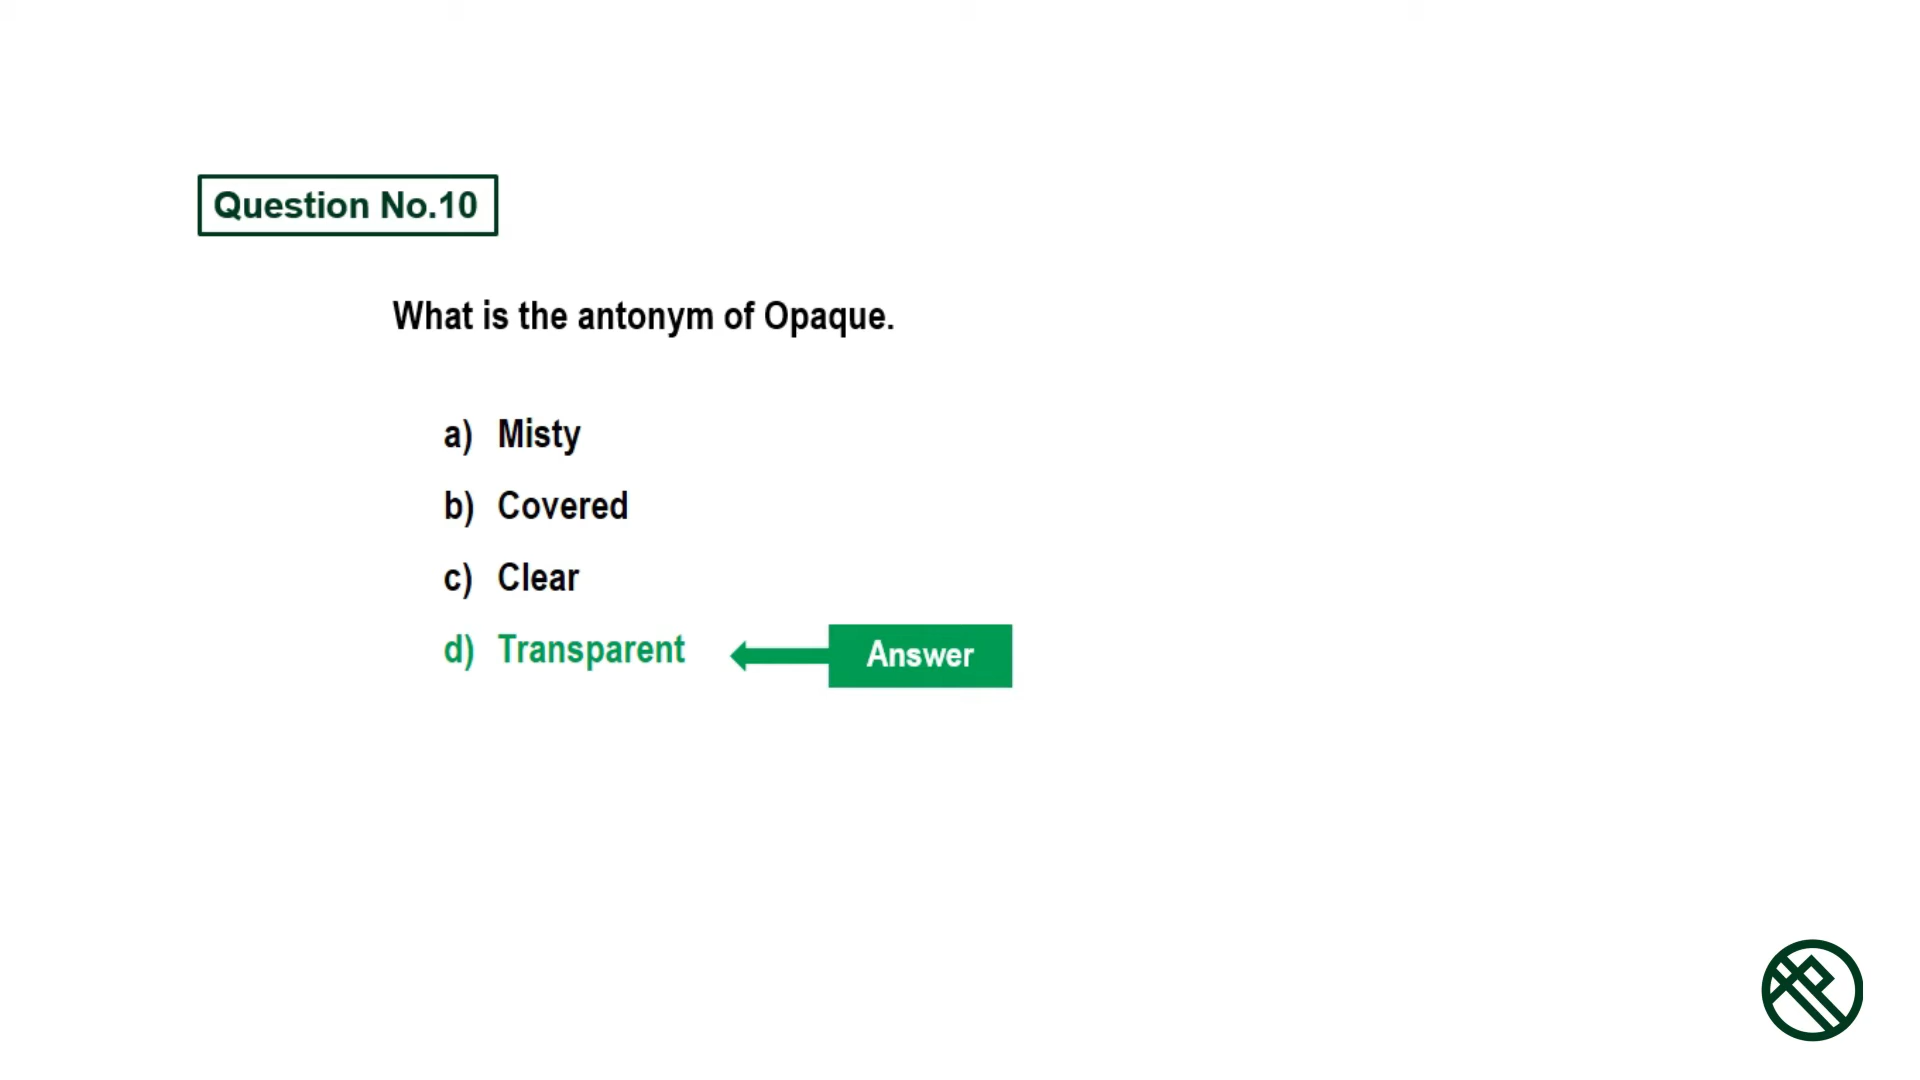 Question No.10
What is the antonym of Opaque.
a) Misty
b) Covered
c) Clear
d) Transparent
Answer